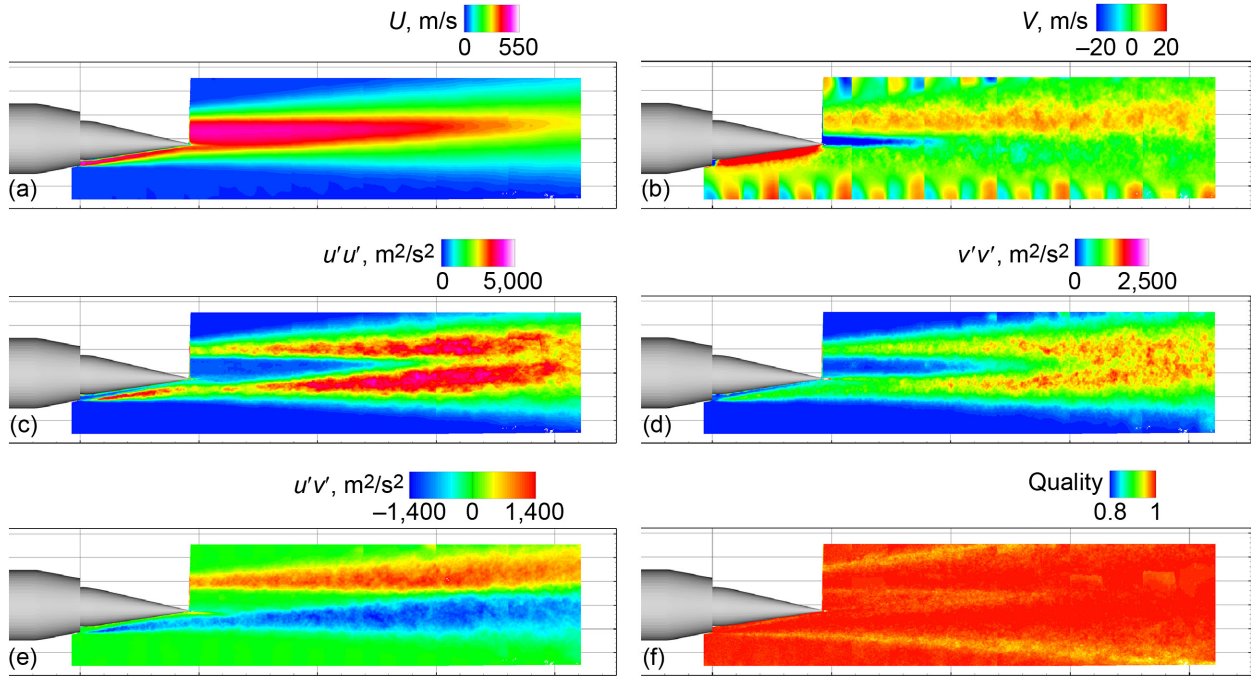 U, m/s
0 550
(a)
V, m/s
–20 0 20
(b)
u'u', m2/s2
0 5,000
(c)
v'v', m2/s2
0 2,500
(d)
u'v', m2/s2
–1,400 0 1,400
(e)
Quality
0.8 1
(f)